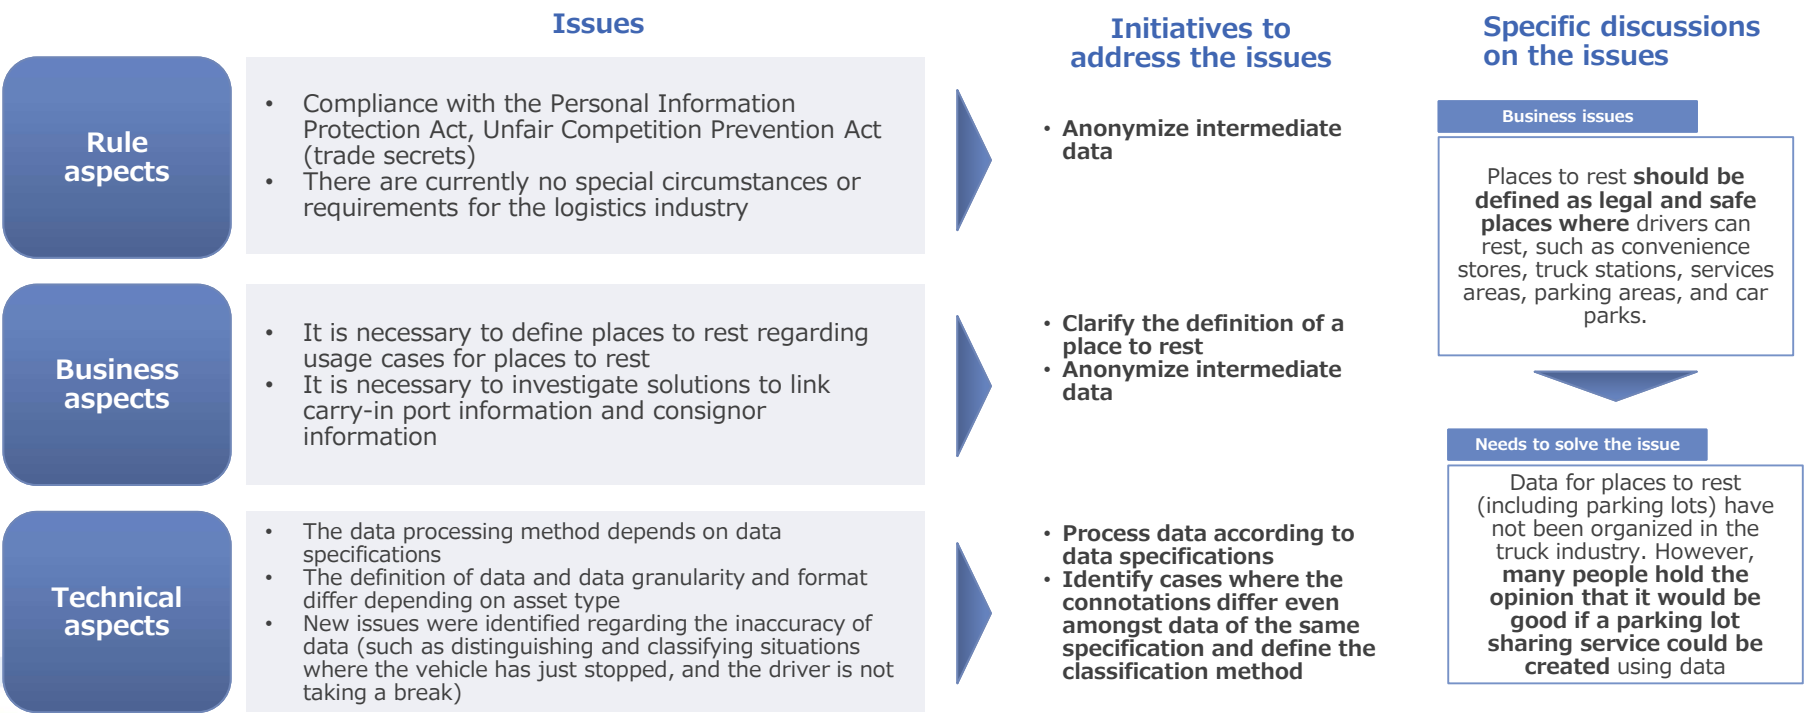 Issues
Initiatives to
address the issues
Specific discussions
on the issues
Rule
aspects
• Compliance with the Personal Information
Protection Act, Unfair Competition Prevention Act
(trade secrets)
• There are currently no special circumstances or
requirements for the logistics industry
• Anonymize intermediate
data
Business
aspects
• It is necessary to define places to rest regarding
usage cases for places to rest
• It is necessary to investigate solutions to link
carry-in port information and consignor
information
• Clarify the definition of a
place to rest
• Anonymize intermediate
data
Technical
aspects
• The data processing method depends on data
specifications
• The definition of data and data granularity and format
differ depending on asset type
• New issues were identified regarding the inaccuracy of
data (such as distinguishing and classifying situations
where the vehicle has just stopped, and the driver is not
taking a break)
• Process data according to
data specifications
• Identify cases where the
connotations differ even
amongst data of the same
specification and define the
classification method
Business issues
Places to rest should be
defined as legal and safe
places where drivers can
rest, such as convenience
stores, truck stations, services
areas, parking areas, and car
parks.
Needs to solve the issue
Data for places to rest
(including parking lots) have
not been organized in the
truck industry. However,
many people hold the
opinion that it would be
good if a parking lot
sharing service could be
created using data